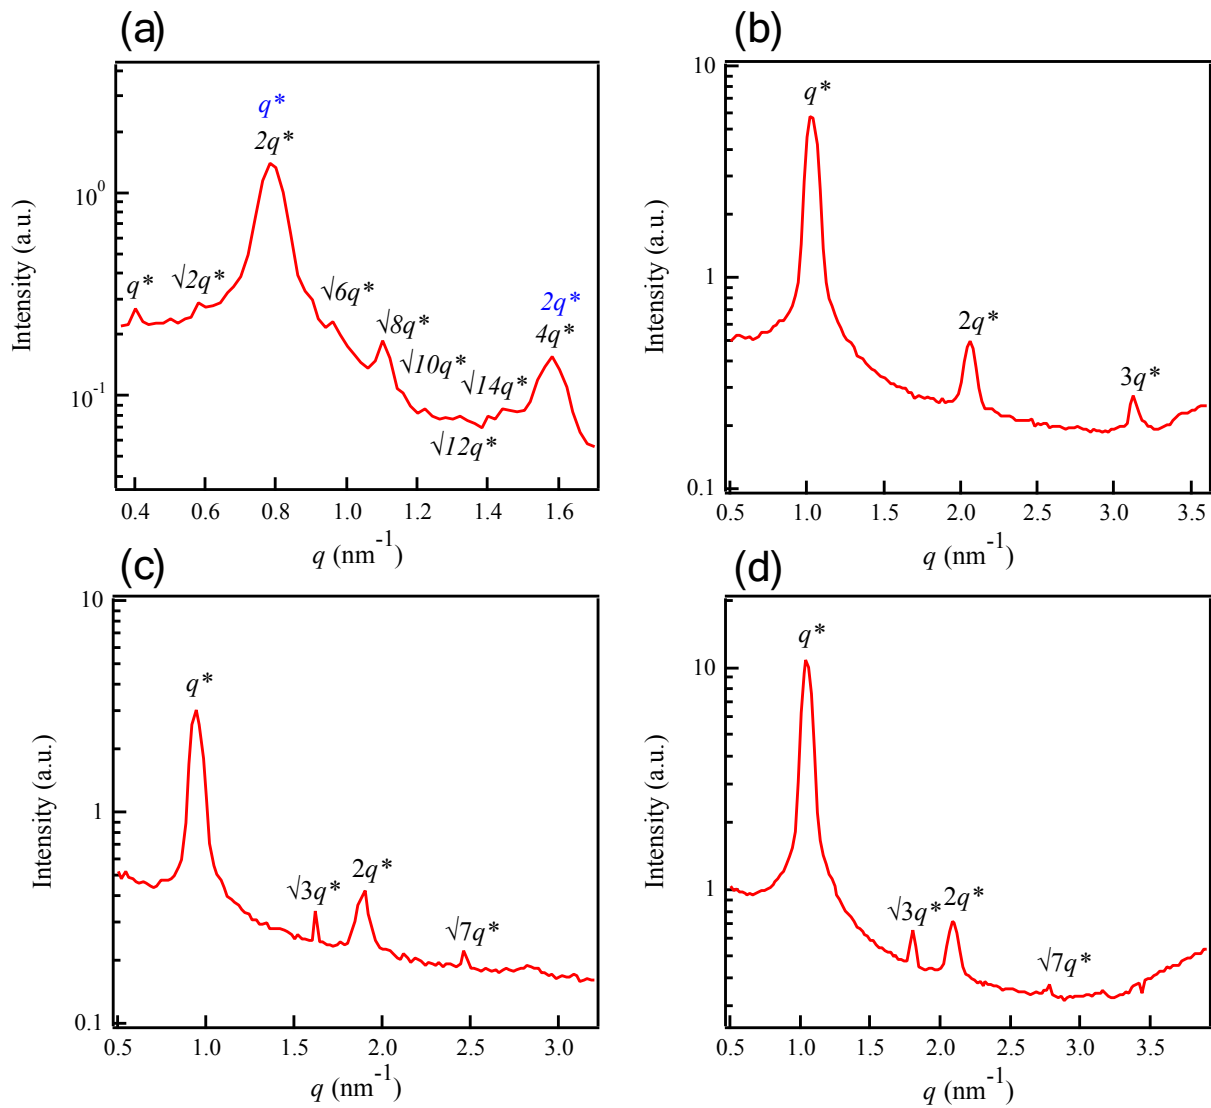 (a)
Intensity (a.u.)
10⁰
10⁻¹
q*
2q*
q*
√2q*
√6q*
√8q*
√10q*
√12q*
√14q*
2q*
4q*
0.4 0.6 0.8 1.0 1.2 1.4 1.6
q (nm⁻¹)
(b)
Intensity (a.u.)
10
1
0.1
q*
2q*
3q*
0.5 1.0 1.5 2.0 2.5 3.0 3.5
q (nm⁻¹)
(c)
Intensity (a.u.)
10
1
0.1
q*
√3q*
2q*
√7q*
0.5 1.0 1.5 2.0 2.5 3.0
q (nm⁻¹)
(d)
Intensity (a.u.)
10
1
q*
√3q*
2q*
√7q*
0.5 1.0 1.5 2.0 2.5 3.0 3.5
q (nm⁻¹)